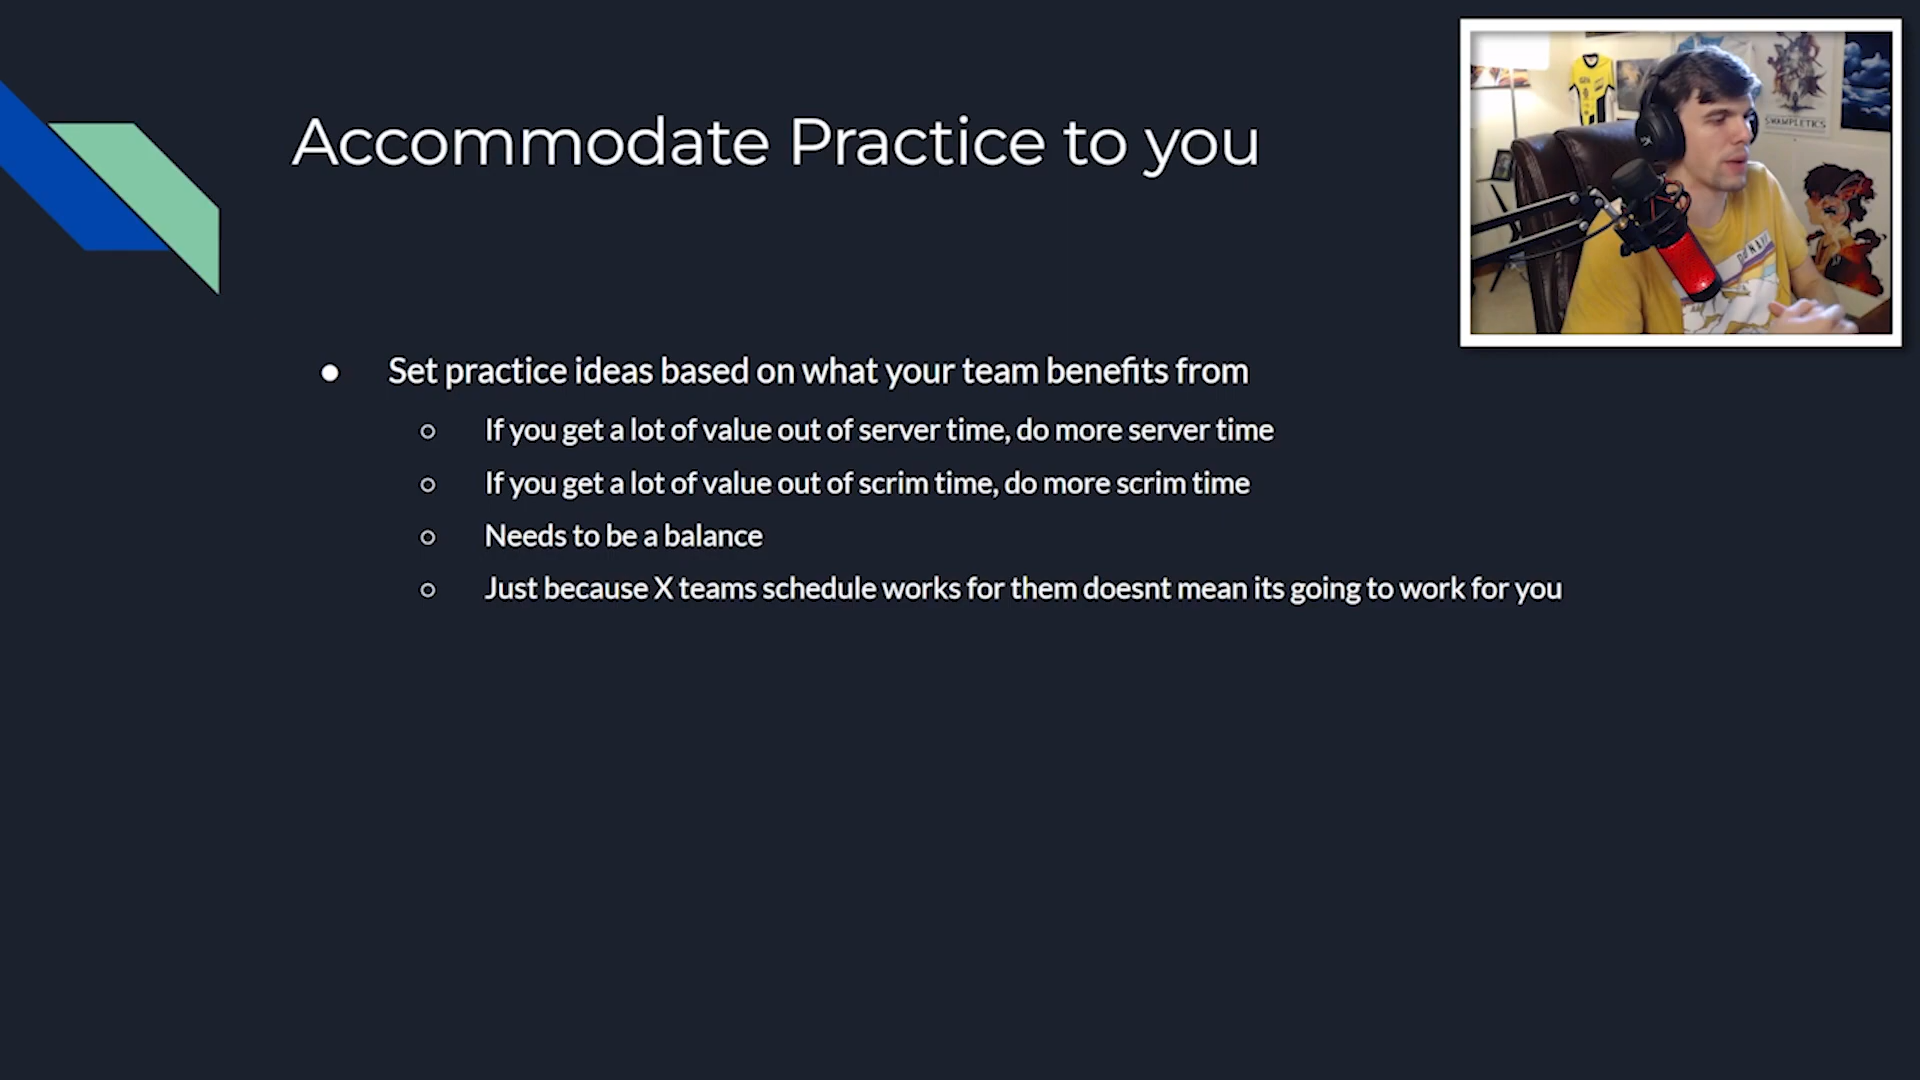 Accommodate Practice to you
Set practice ideas based on what your team benefits from
If you get a lot of value out of server time, do more server time
If you get a lot of value out of scrim time, do more scrim time
Needs to be a balance
Just because X teams schedule works for them doesnt mean its going to work for you
SWAMPLETICS